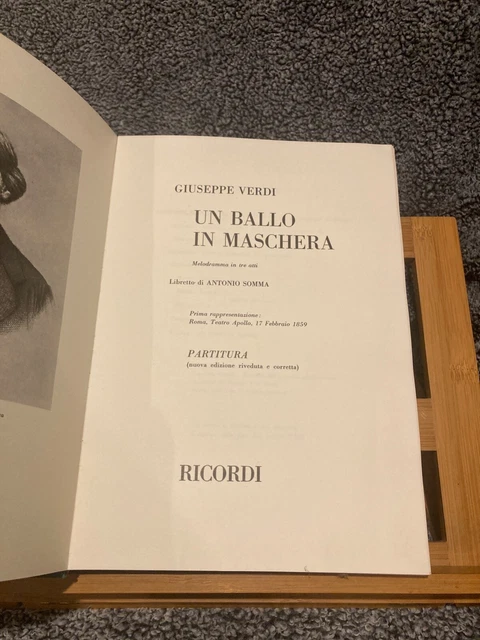 GIUSEPPE VERDI
UN BALLO
IN MASCHERA
Melodramma in tre atti
Libretto di ANTONIO SOMMA
Prima rappresentazione:
Roma, Teatro Apollo, 17 Febbraio 1859
PARTITURA
(nuova edizione riveduta e corretta)
RICORDI